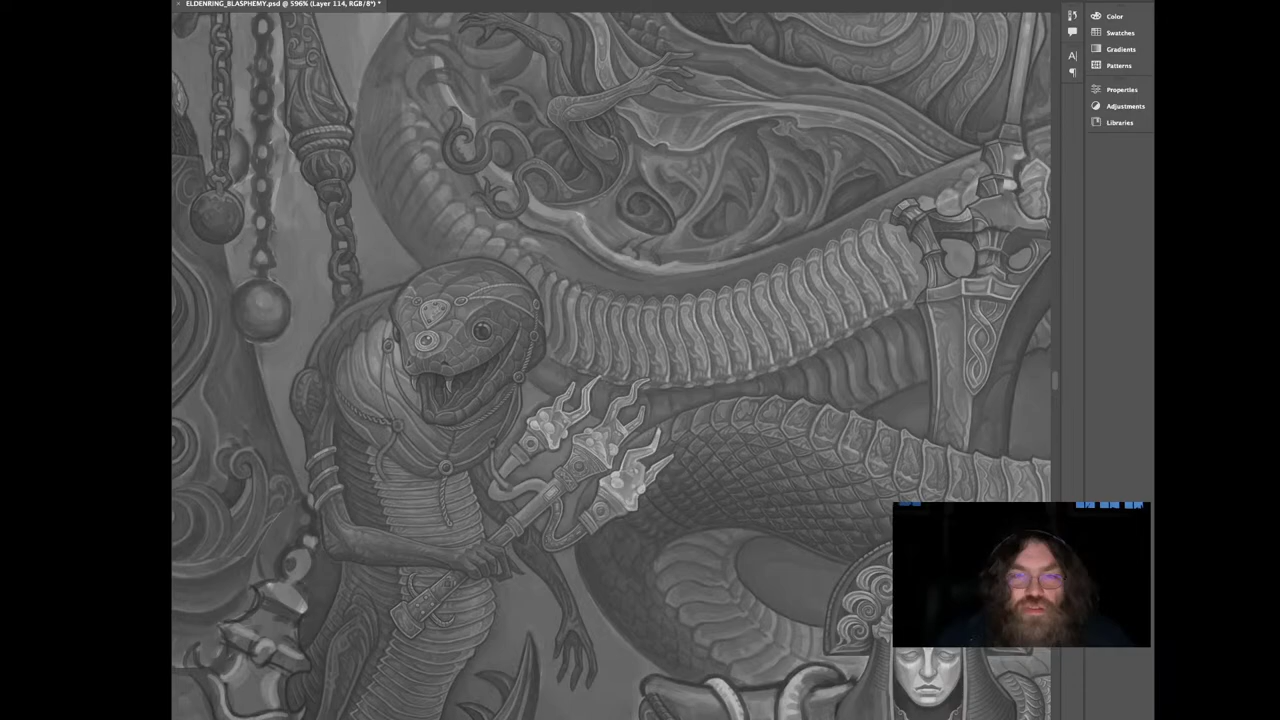 ELDENRING_BLASPHEMY.psd @ 596% (Layer 114, RGB/8*) *
Color
Swatches
Gradients
Patterns
Properties
Adjustments
Libraries